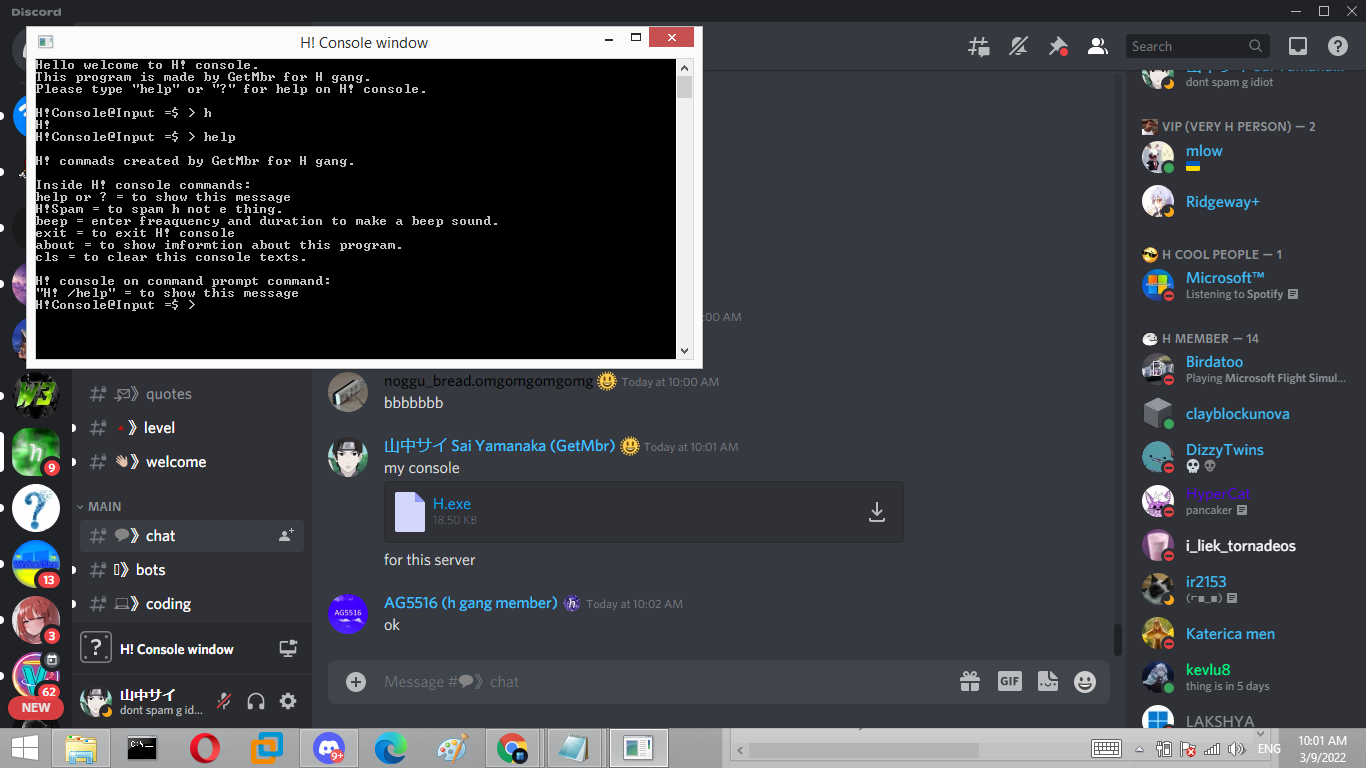 Discord
H! Console window
Hello welcome to H! console.
This program is made by GetMbr for H gang.
Please type "help" or "?" for help on H! console.
H!Console@Input =$ > h
H!
H!Console@Input =$ > help
H! commads created by GetMbr for H gang.
Inside H! console commands:
help or ? = to show this message
H!Spam = to spam h not e thing.
beep = enter freaquency and duration to make a beep sound.
exit = to exit H! console
about = to show imformtion about this program.
cls = to clear this console texts.
H! console on command prompt command:
"H! /help" = to show this message
H!Console@Input =$ >
quotes
level
welcome
MAIN
chat
bots
coding
H! Console window
山中サイ
dont spam g id...
W3
h
9
13
3
62
NEW
:00 AM
noggu_bread.omgomgomgomg Today at 10:00 AM
bbbbbbb
山中サイ Sai Yamanaka (GetMbr) Today at 10:01 AM
my console
H.exe
18.50 KB
for this server
AG5516
AG5516 (h gang member) Today at 10:02 AM
ok
Message # chat
GIF
Search
dont spam g idiot
VIP (VERY H PERSON) — 2
mlow
Ridgeway+
H COOL PEOPLE — 1
Microsoft™
Listening to Spotify
H MEMBER — 14
Birdatoo
Playing Microsoft Flight Simul...
clayblockunova
DizzyTwins
HyperCat
pancaker
i_liek_tornadeos
ir2153
(⌐■_■)
Katerica men
kevlu8
thing is in 5 days
LAKSHYA
9+
ENG
10:01 AM
3/9/2022